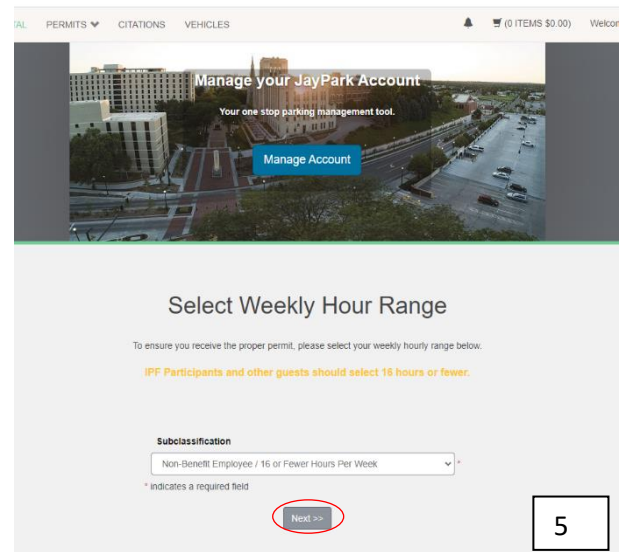 PERMITS CITATIONS VEHICLES (0 ITEMS $0.00)
Manage your JayPark Account
Your one stop parking management tool.
Manage Account
Select Weekly Hour Range
To ensure you receive the proper permit, please select your weekly hourly range below.
IPF Participants and other guests should select 16 hours or fewer.
Subclassification
Non-Benefit Employee / 16 or Fewer Hours Per Week *
* indicates a required field
Next >>
5